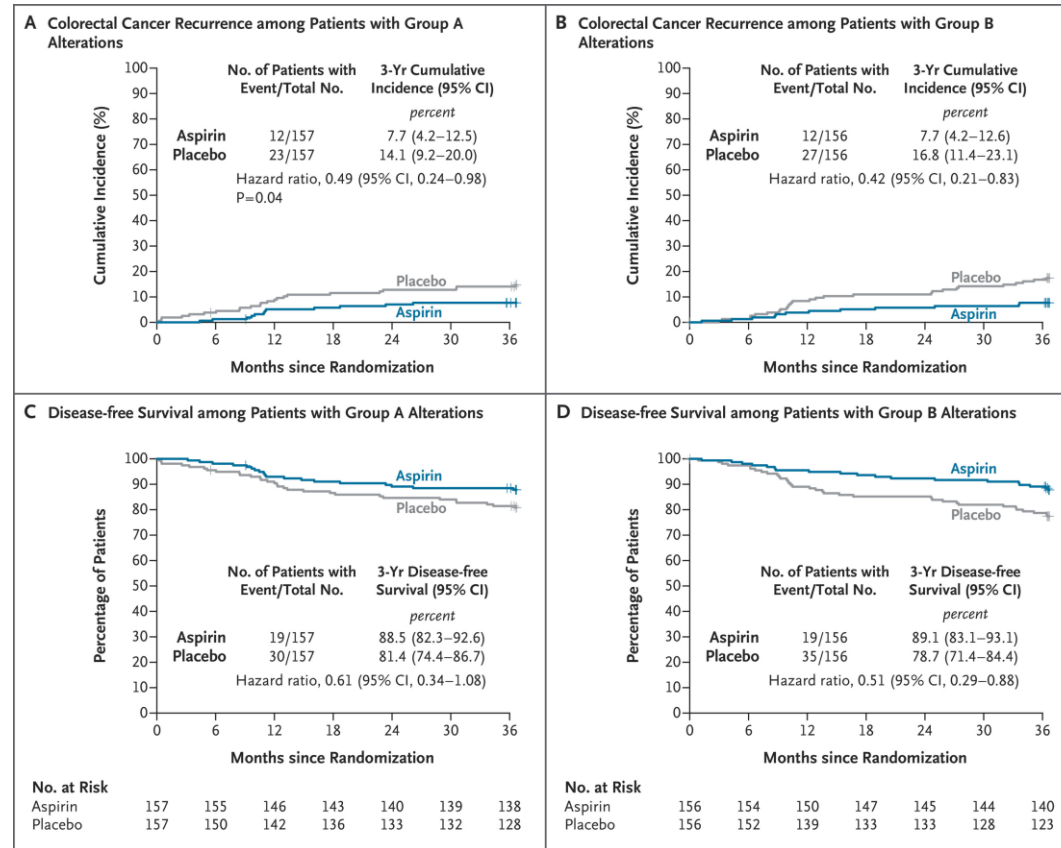 A Colorectal Cancer Recurrence among Patients with Group A
Alterations
No. of Patients with 3-Yr Cumulative
Event/Total No. Incidence (95% CI)
percent
Aspirin 12/157 7.7 (4.2–12.5)
Placebo 23/157 14.1 (9.2–20.0)
Hazard ratio, 0.49 (95% CI, 0.24–0.98)
P=0.04
Cumulative Incidence (%)
100
90
80
70
60
50
40
30
20
10
0
Placebo
Aspirin
0 6 12 18 24 30 36
Months since Randomization
B Colorectal Cancer Recurrence among Patients with Group B
Alterations
No. of Patients with 3-Yr Cumulative
Event/Total No. Incidence (95% CI)
percent
Aspirin 12/156 7.7 (4.2–12.6)
Placebo 27/156 16.8 (11.4–23.1)
Hazard ratio, 0.42 (95% CI, 0.21–0.83)
Cumulative Incidence (%)
100
90
80
70
60
50
40
30
20
10
0
Placebo
Aspirin
0 6 12 18 24 30 36
Months since Randomization
C Disease-free Survival among Patients with Group A Alterations
Percentage of Patients
100
90
80
70
60
50
40
30
20
10
0
Aspirin
Placebo
No. of Patients with 3-Yr Disease-free
Event/Total No. Survival (95% CI)
percent
Aspirin 19/157 88.5 (82.3–92.6)
Placebo 30/157 81.4 (74.4–86.7)
Hazard ratio, 0.61 (95% CI, 0.34–1.08)
0 6 12 18 24 30 36
Months since Randomization
No. at Risk
Aspirin 157 155 146 143 140 139 138
Placebo 157 150 142 136 133 132 128
D Disease-free Survival among Patients with Group B Alterations
Percentage of Patients
100
90
80
70
60
50
40
30
20
10
0
Aspirin
Placebo
No. of Patients with 3-Yr Disease-free
Event/Total No. Survival (95% CI)
percent
Aspirin 19/156 89.1 (83.1–93.1)
Placebo 35/156 78.7 (71.4–84.4)
Hazard ratio, 0.51 (95% CI, 0.29–0.88)
0 6 12 18 24 30 36
Months since Randomization
No. at Risk
Aspirin 156 154 150 147 145 144 140
Placebo 156 152 139 133 133 128 123